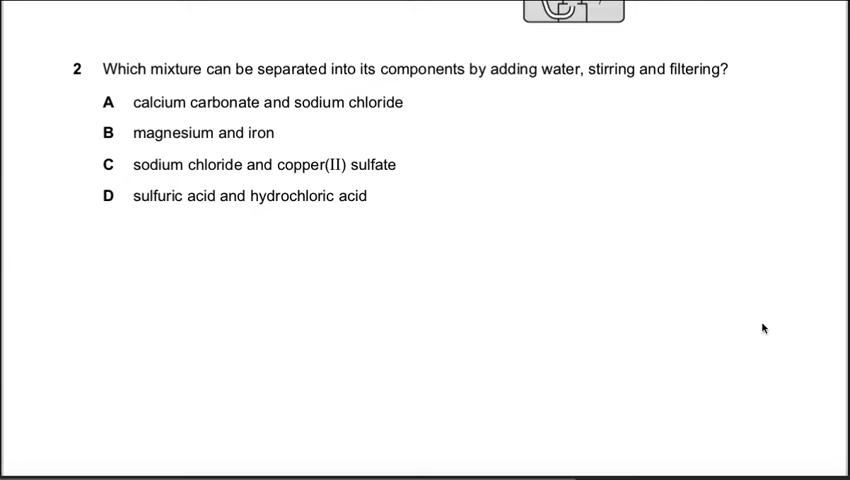 2 Which mixture can be separated into its components by adding water, stirring and filtering?
A calcium carbonate and sodium chloride
B magnesium and iron
C sodium chloride and copper(II) sulfate
D sulfuric acid and hydrochloric acid